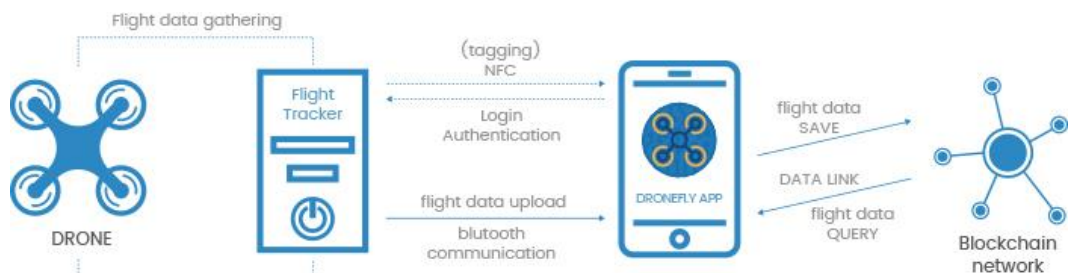 Flight data gathering
DRONE
Flight
Tracker
(tagging)
NFC
Login
Authentication
flight data upload
blutooth
communication
DRONEFLY APP
flight data
SAVE
DATA LINK
flight data
QUERY
Blockchain
network